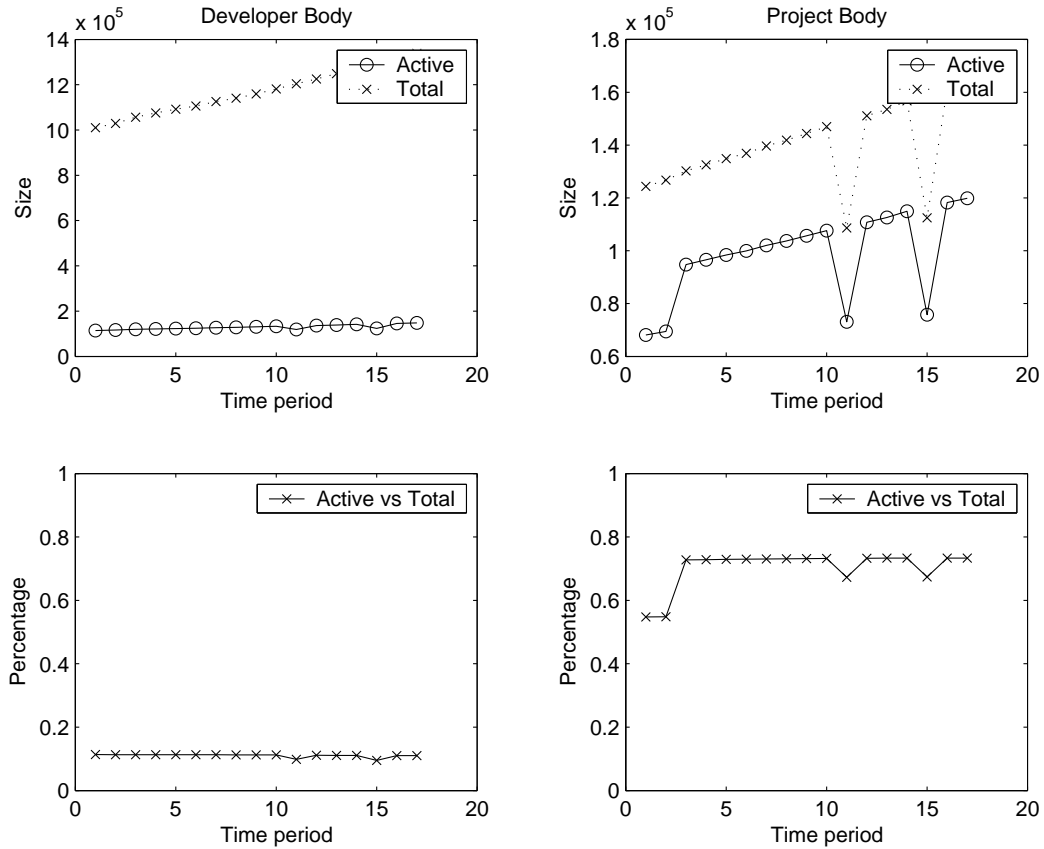 Developer Body
x 10^5
14
12
10
8
6
4
2
0
Size
Active
Total
0 5 10 15 20
Time period
Project Body
x 10^5
1.8
1.6
1.4
1.2
1
0.8
0.6
Size
Active
Total
0 5 10 15 20
Time period
1
0.8
0.6
0.4
0.2
0
Percentage
Active vs Total
0 5 10 15 20
Time period
1
0.8
0.6
0.4
0.2
0
Percentage
Active vs Total
0 5 10 15 20
Time period